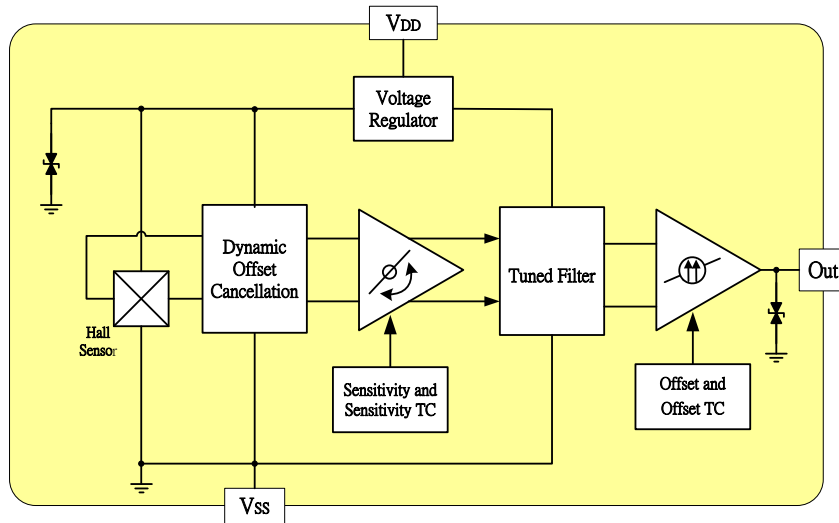 VDD
Voltage
Regulator
Dynamic
Offset
Cancellation
Tuned Filter
Out
Hall
Sensor
Sensitivity and
Sensitivity TC
Offset and
Offset TC
VSS